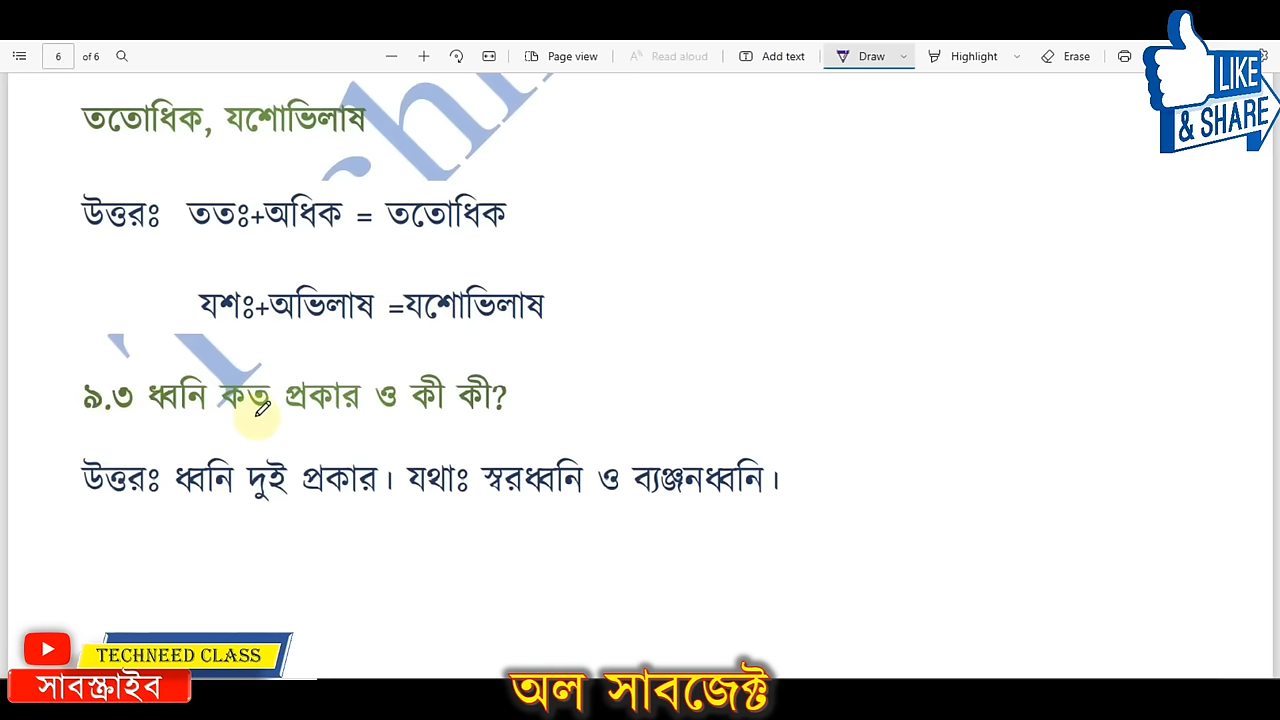 6 of 6 Page view Read aloud Add text Draw Highlight Erase
LIKE
& SHARE
ততোধিক, যশোভিলাষ
উত্তরঃ ততঃ+অধিক = ততোধিক
যশঃ+অভিলাষ =যশোভিলাষ
৯.৩ ধ্বনি কত প্রকার ও কী কী?
উত্তরঃ ধ্বনি দুই প্রকার। যথাঃ স্বরধ্বনি ও ব্যঞ্জনধ্বনি।
TECHNEED CLASS
সাবস্ক্রাইব
অল সাবজেক্ট